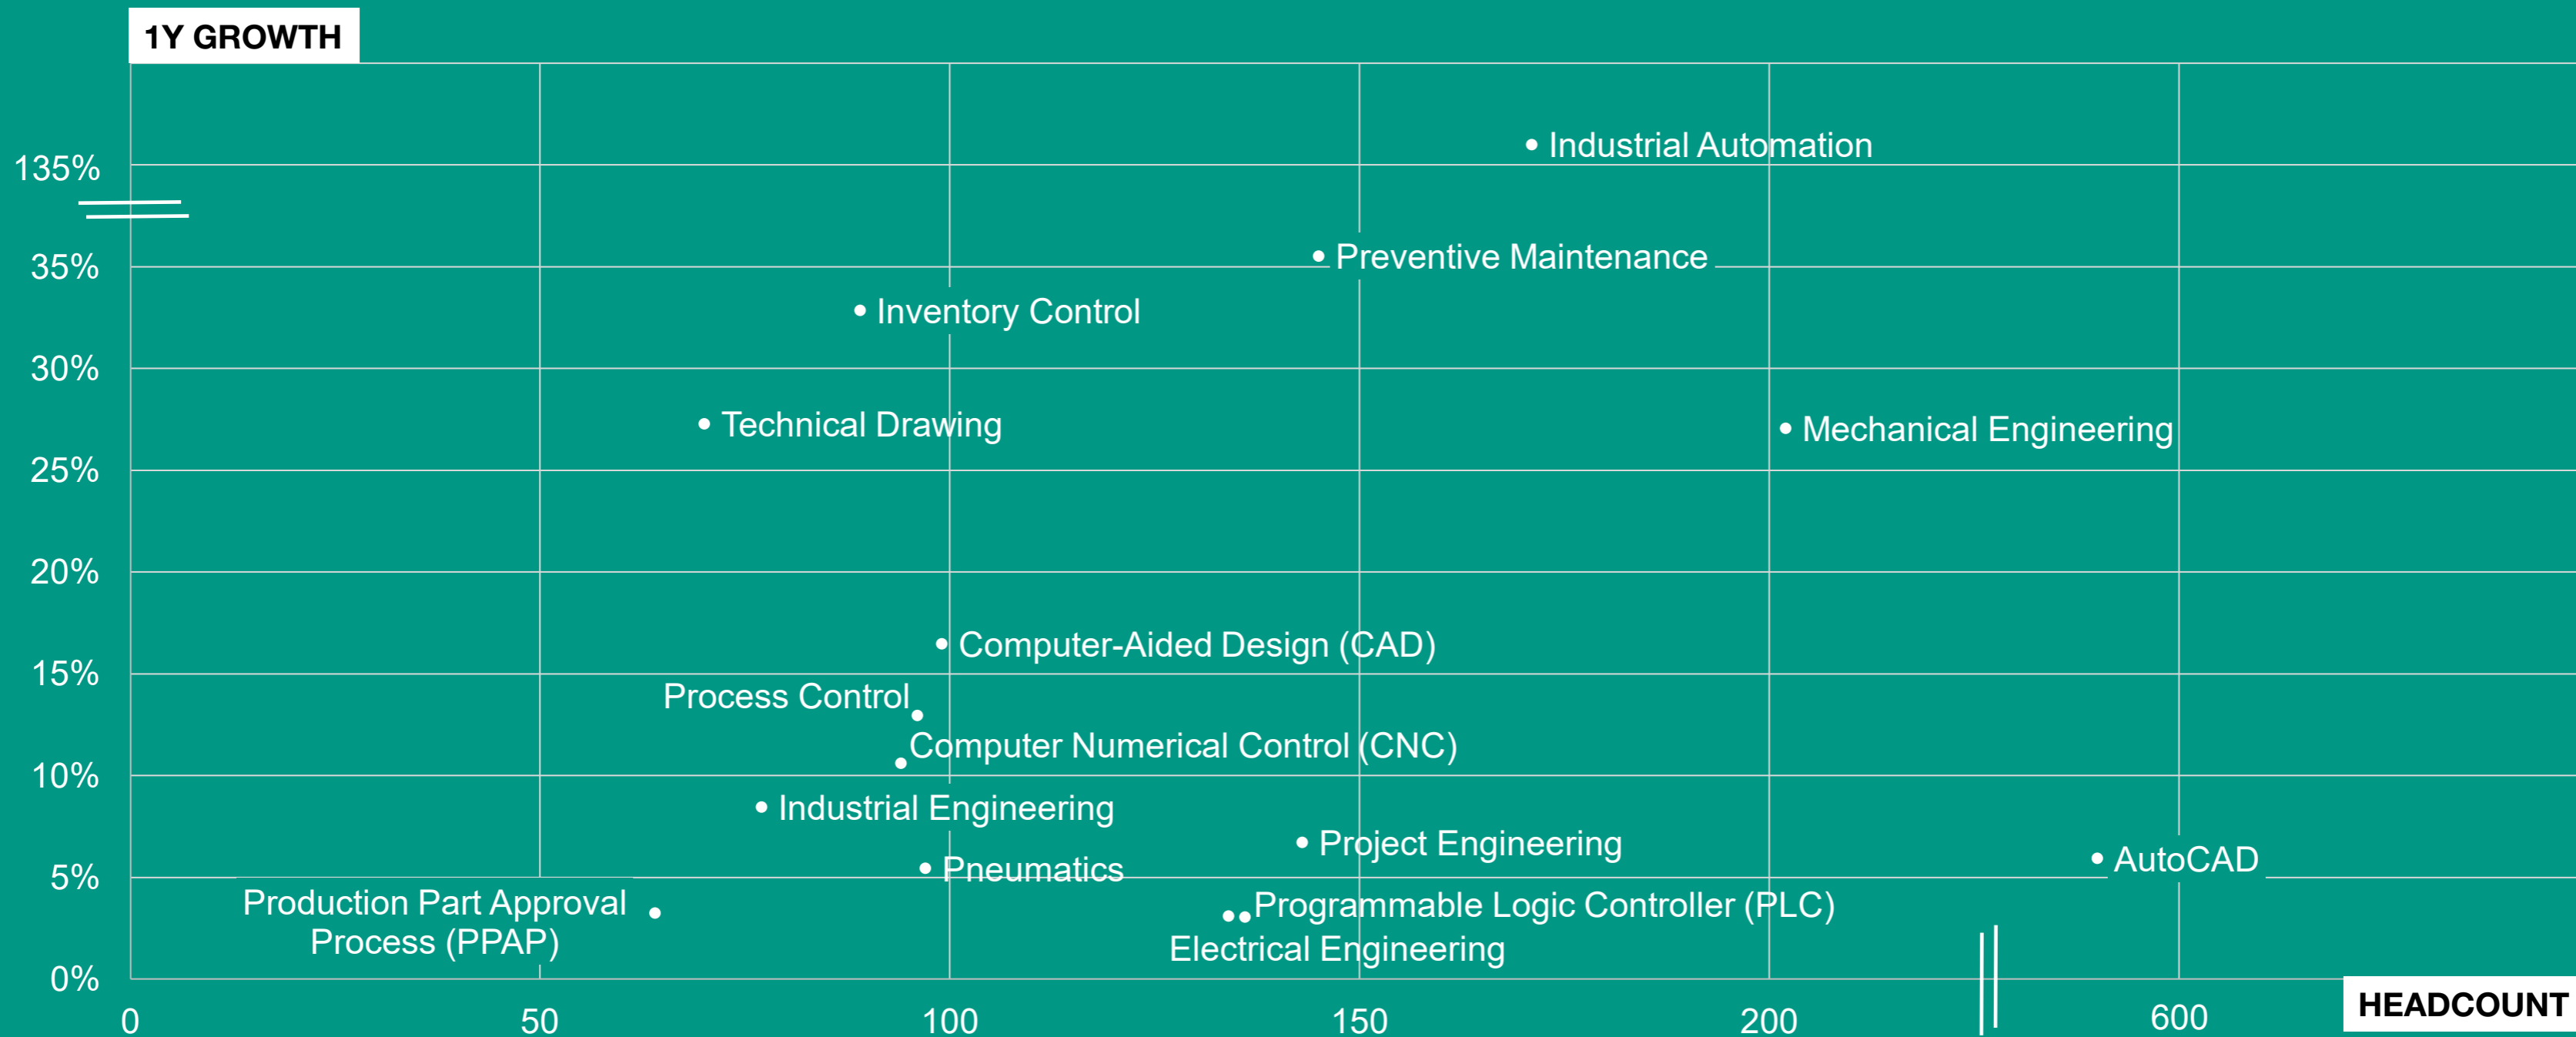 1Y GROWTH
135%
Industrial Automation
35%
Preventive Maintenance
Inventory Control
30%
Technical Drawing
Mechanical Engineering
25%
20%
Computer-Aided Design (CAD)
15%
Process Control
Computer Numerical Control (CNC)
10%
Industrial Engineering
Project Engineering
AutoCAD
Pneumatics
5%
Production Part Approval
Process (PPAP)
Programmable Logic Controller (PLC)
Electrical Engineering
0%
HEADCOUNT
0
50
100
150
200
600